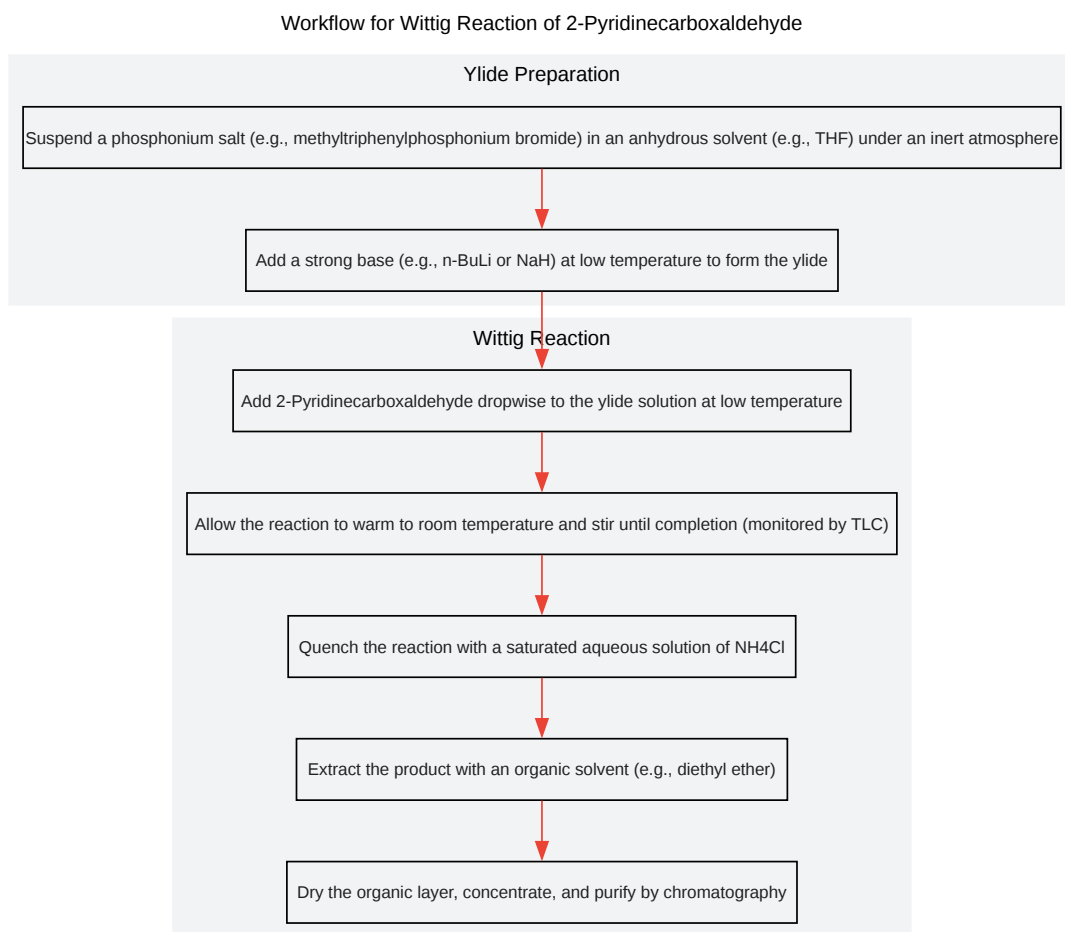 Workflow for Wittig Reaction of 2-Pyridinecarboxaldehyde
Ylide Preparation
Suspend a phosphonium salt (e.g., methyltriphenylphosphonium bromide) in an anhydrous solvent (e.g., THF) under an inert atmosphere
Add a strong base (e.g., n-BuLi or NaH) at low temperature to form the ylide
Wittig Reaction
Add 2-Pyridinecarboxaldehyde dropwise to the ylide solution at low temperature
Allow the reaction to warm to room temperature and stir until completion (monitored by TLC)
Quench the reaction with a saturated aqueous solution of NH4Cl
Extract the product with an organic solvent (e.g., diethyl ether)
Dry the organic layer, concentrate, and purify by chromatography